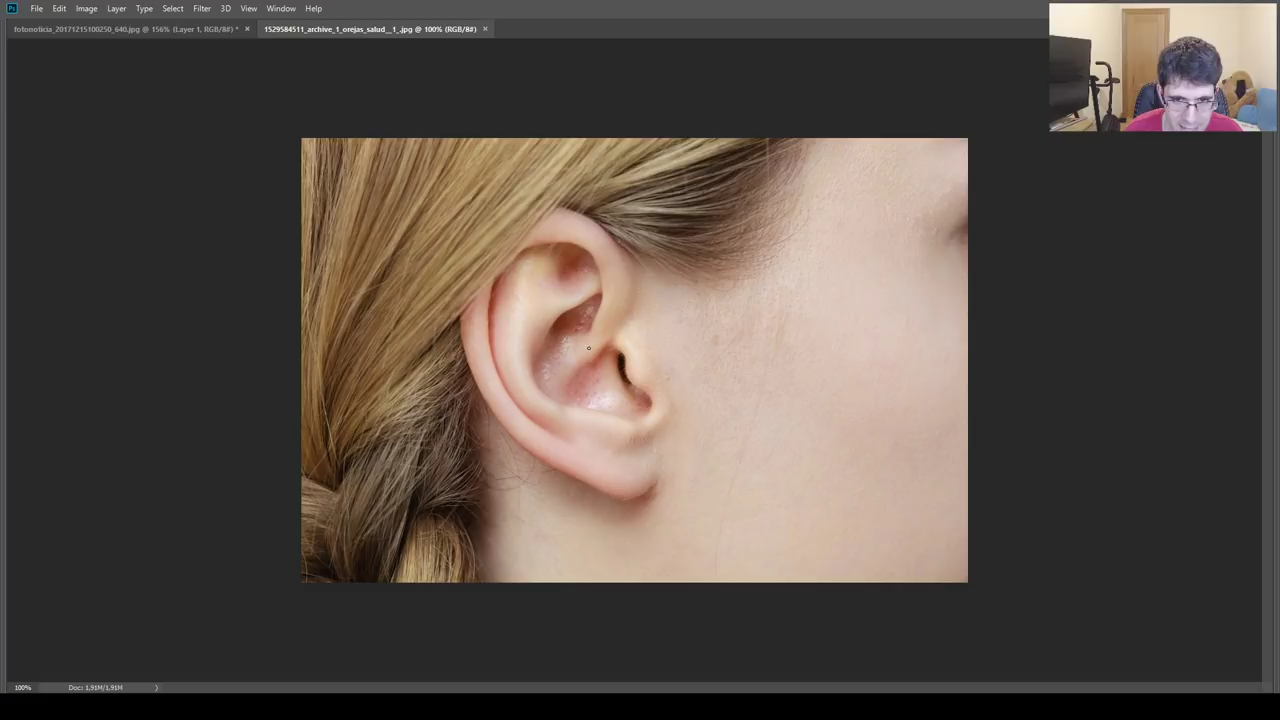 Ps File Edit Image Layer Type Select Filter 3D View Window Help
fotonoticia_20171215100250_640.jpg @ 156% (Layer 1, RGB/8#) * × 1529584511_archive_1_orejas_salud__1_.jpg @ 100% (RGB/8#) ×
100% Doc: 1,91M/1,91M